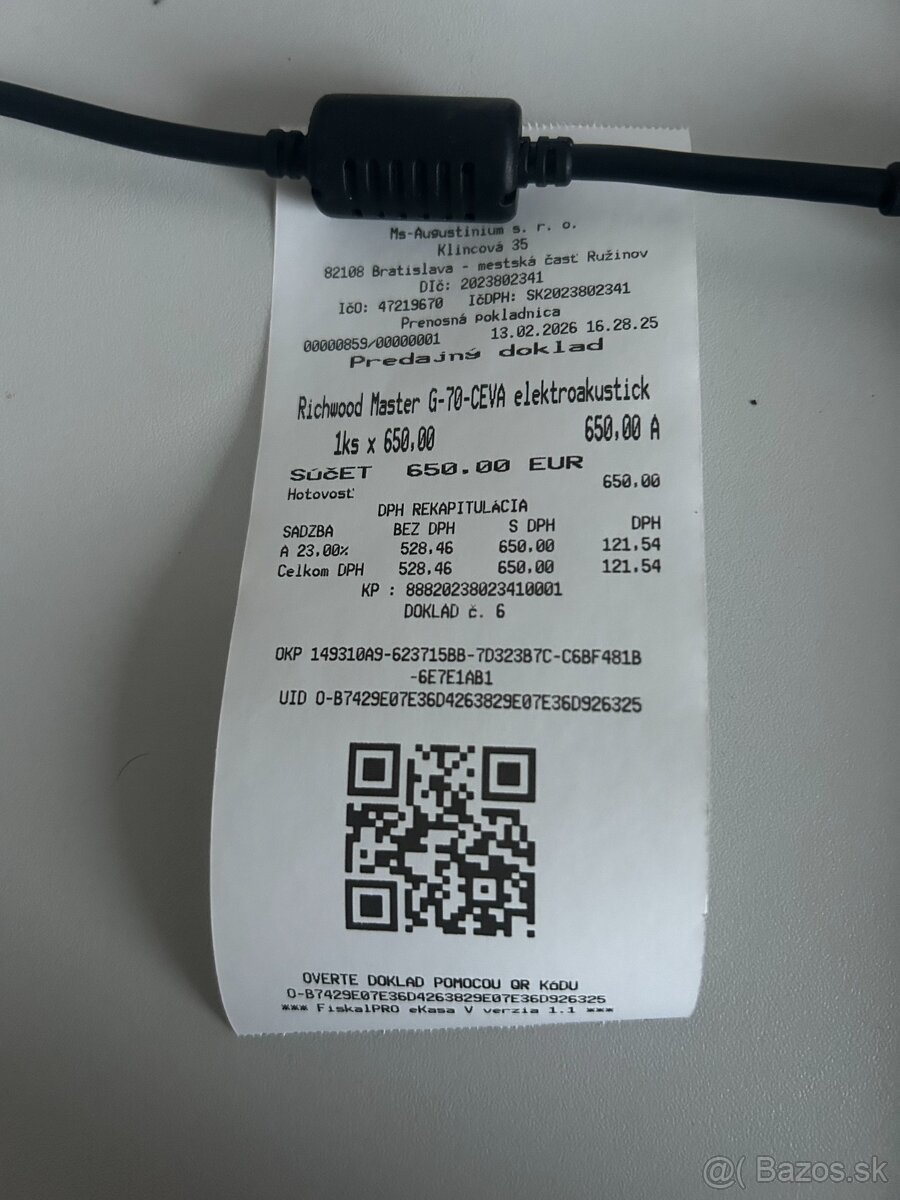 Ms-Augustinium s. r. o.
Klincová 35
82108 Bratislava - mestská časť Ružinov
DIč: 2023802341
Ičo: 47219670 IčDPH: SK2023802341
Prenosná pokladnica
00000859/00000001 13.02.2026 16.28.25
Predajný doklad
Richwood Master G-70-CEVA elektroakustick
1ks x 650,00 650,00 A
SúčET 650.00 EUR
Hotovosť 650.00
DPH REKAPITULáCIA
SADZBA BEZ DPH S DPH DPH
A 23.00% 528.46 650.00 121.54
Celkom DPH 528.46 650.00 121.54
KP : 88820238023410001
DOKLAD č. 6
OKP 149310A9-623715BB-7D323B7C-C6BF481B
-6E7E1AB1
UID O-B7429E07E36D4263829E07E36D926325
OVERTE DOKLAD POMOCOU QR KóDU
O-B7429E07E36D4263829E07E36D926325
*** FiskalPRO eKasa V verzia 1.1 ***
@( Bazos.sk